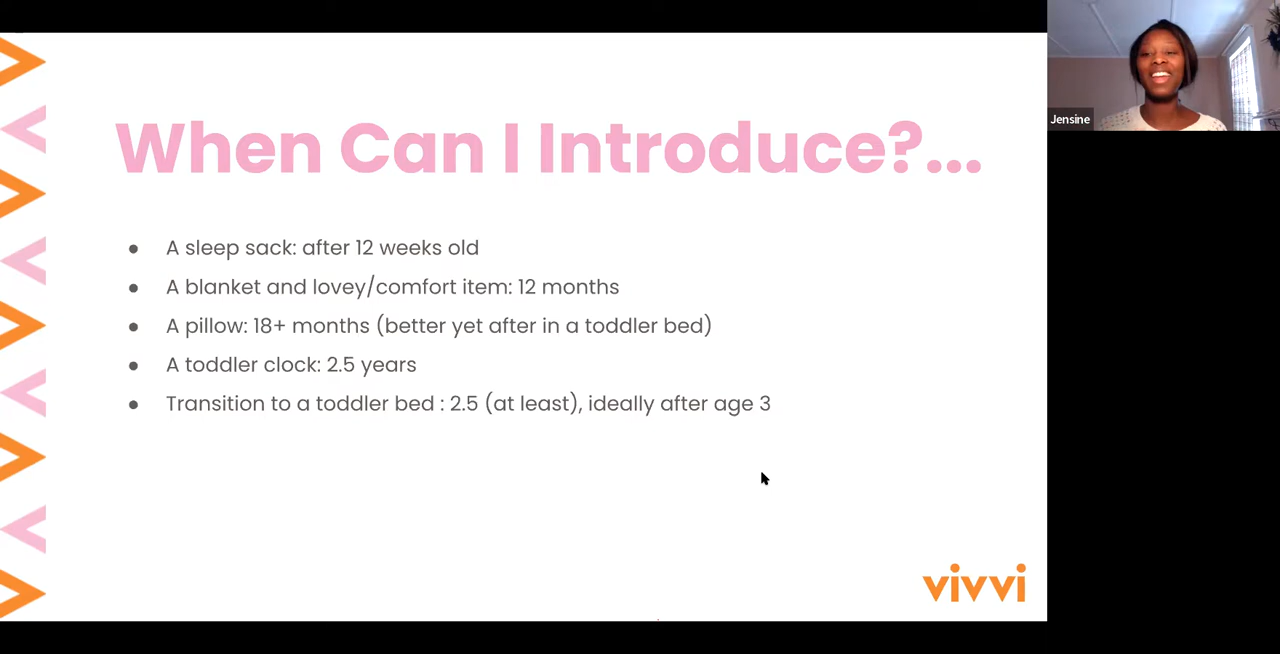 When Can I Introduce?...
● A sleep sack: after 12 weeks old
● A blanket and lovey/comfort item: 12 months
● A pillow: 18+ months (better yet after in a toddler bed)
● A toddler clock: 2.5 years
● Transition to a toddler bed : 2.5 (at least), ideally after age 3
vivvi
Jensine